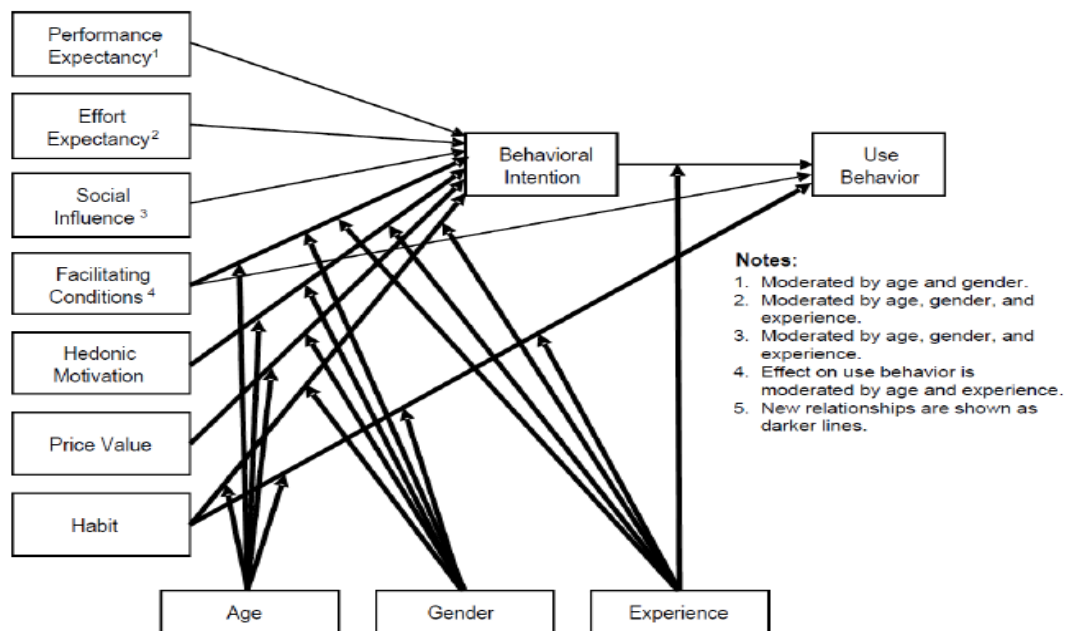 Performance
Expectancy¹
Effort
Expectancy²
Social
Influence ³
Facilitating
Conditions ⁴
Hedonic
Motivation
Price Value
Habit
Behavioral
Intention
Use
Behavior
Notes:
1. Moderated by age and gender.
2. Moderated by age, gender, and
experience.
3. Moderated by age, gender, and
experience.
4. Effect on use behavior is
moderated by age and experience.
5. New relationships are shown as
darker lines.
Age
Gender
Experience